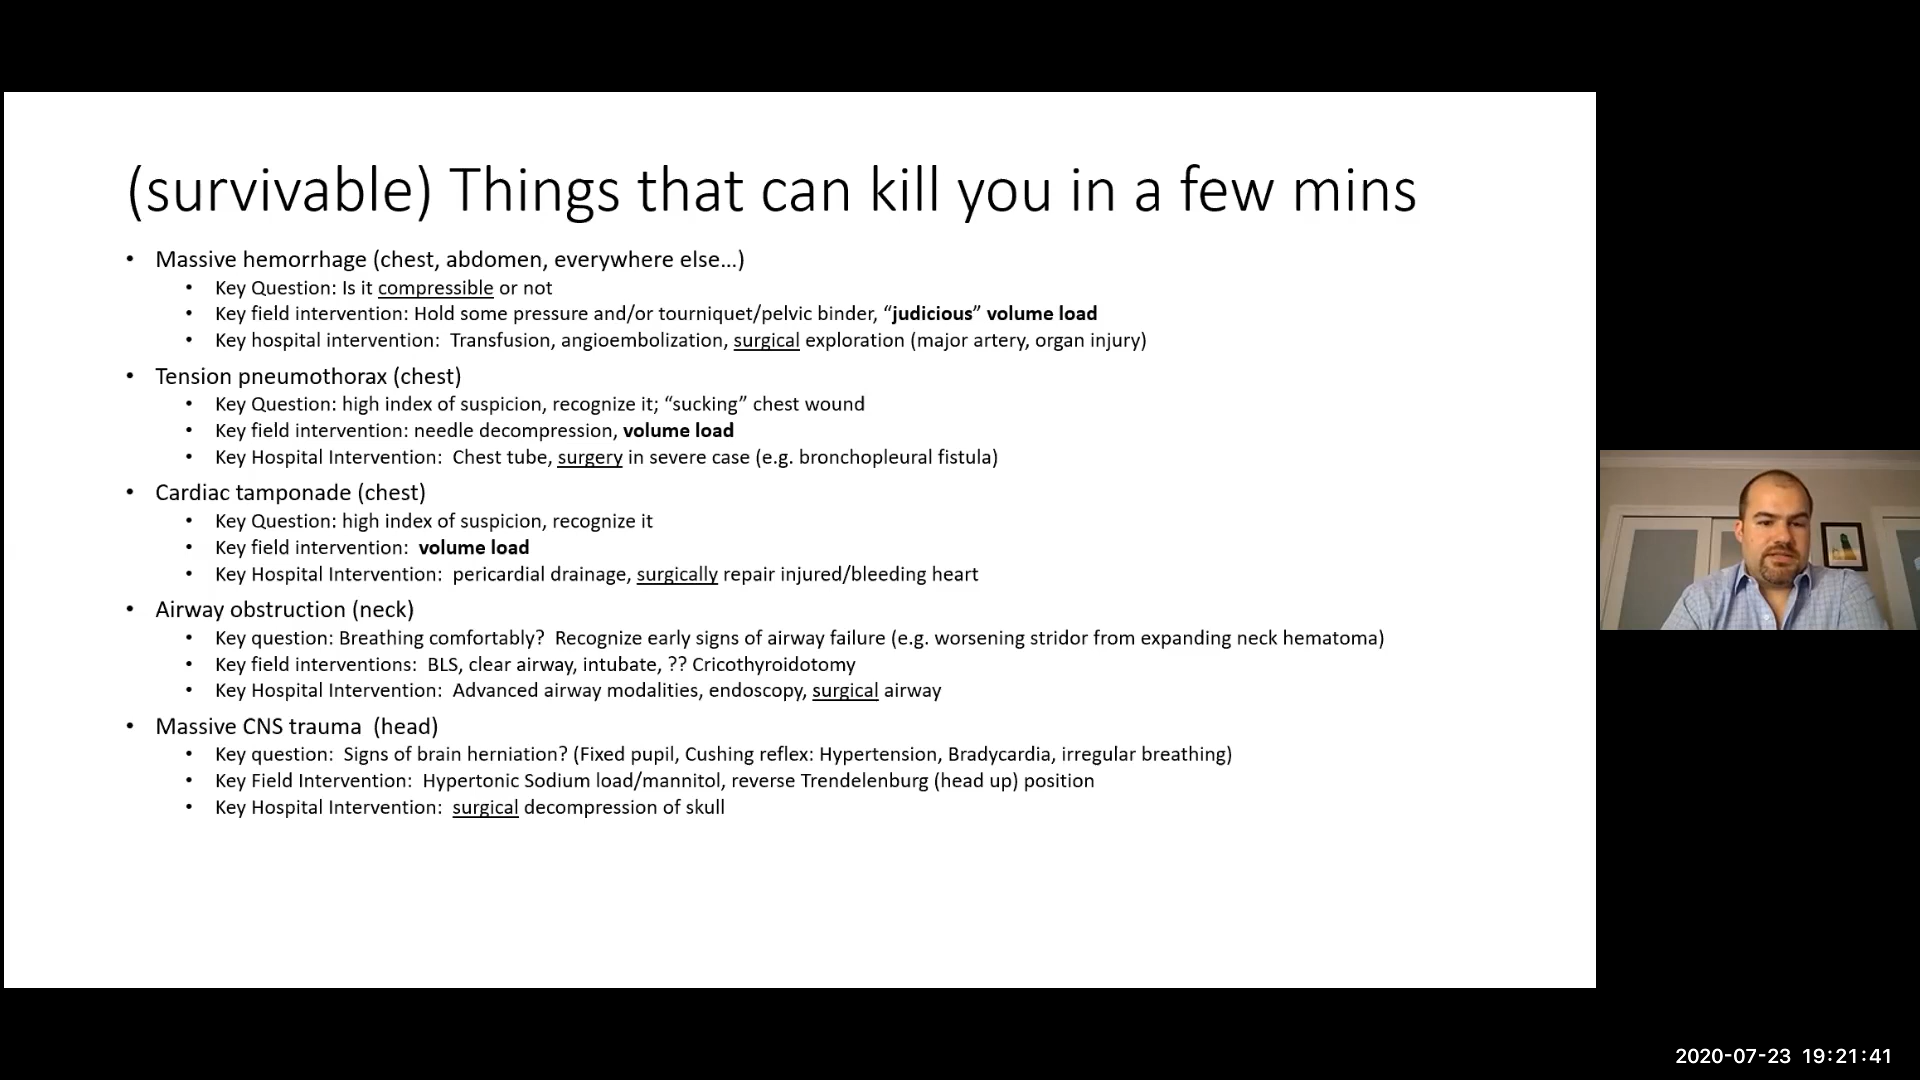 (survivable) Things that can kill you in a few mins
• Massive hemorrhage (chest, abdomen, everywhere else…)
• Key Question: Is it compressible or not
• Key field intervention: Hold some pressure and/or tourniquet/pelvic binder, “judicious” volume load
• Key hospital intervention:  Transfusion, angioembolization, surgical exploration (major artery, organ injury)
• Tension pneumothorax (chest)
• Key Question: high index of suspicion, recognize it; “sucking” chest wound
• Key field intervention: needle decompression, volume load
• Key Hospital Intervention:  Chest tube, surgery in severe case (e.g. bronchopleural fistula)
• Cardiac tamponade (chest)
• Key Question: high index of suspicion, recognize it
• Key field intervention:  volume load
• Key Hospital Intervention:  pericardial drainage, surgically repair injured/bleeding heart
• Airway obstruction (neck)
• Key question: Breathing comfortably?  Recognize early signs of airway failure (e.g. worsening stridor from expanding neck hematoma)
• Key field interventions:  BLS, clear airway, intubate, ?? Cricothyroidotomy
• Key Hospital Intervention:  Advanced airway modalities, endoscopy, surgical airway
• Massive CNS trauma  (head)
• Key question:  Signs of brain herniation? (Fixed pupil, Cushing reflex: Hypertension, Bradycardia, irregular breathing)
• Key Field Intervention:  Hypertonic Sodium load/mannitol, reverse Trendelenburg (head up) position
• Key Hospital Intervention:  surgical decompression of skull
2020-07-23 19:21:41